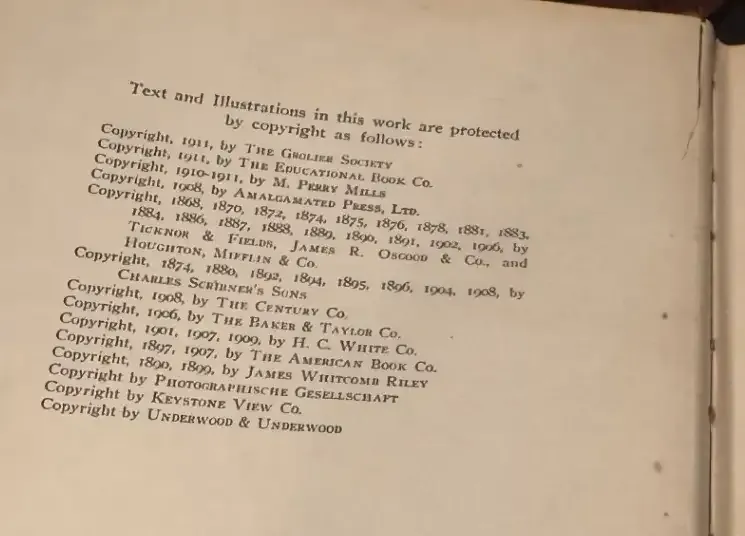 Text and Illustrations in this work are protected
by copyright as follows:
Copyright, 1911, by THE GROLIER SOCIETY
Copyright, 1911, by THE EDUCATIONAL BOOK CO.
Copyright, 1910-1911, by M. PERRY MILLS
Copyright, 1908, by AMALGAMATED PRESS, LTD.
Copyright, 1868, 1870, 1872, 1874, 1875, 1876, 1878, 1881, 1883,
1884, 1886, 1887, 1888, 1889, 1890, 1891, 1902, 1906, by
TICKNOR & FIELDS, JAMES R. OSGOOD & CO., and
HOUGHTON, MIFFLIN & CO.
Copyright, 1874, 1880, 1892, 1894, 1895, 1896, 1904, 1908, by
CHARLES SCRIBNER'S SONS
Copyright, 1908, by THE CENTURY CO.
Copyright, 1906, by THE BAKER & TAYLOR CO.
Copyright, 1901, 1907, 1909, by H. C. WHITE CO.
Copyright, 1897, 1907, by THE AMERICAN BOOK CO.
Copyright, 1890, 1899, by JAMES WHITCOMB RILEY
Copyright by PHOTOGRAPHISCHE GESELLSCHAFT
Copyright by KEYSTONE VIEW CO.
Copyright by UNDERWOOD & UNDERWOOD